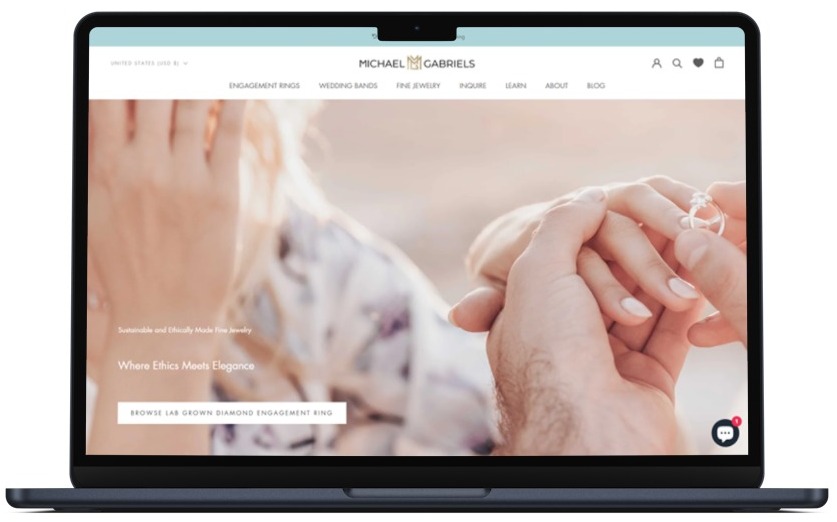 UNITED STATES (USD $)
MICHAEL GABRIELS
ENGAGEMENT RINGS WEDDING BANDS FINE JEWELRY INQUIRE LEARN ABOUT BLOG
Sustainable and Ethically Made Fine Jewelry
Where Ethics Meets Elegance
BROWSE LAB GROWN DIAMOND ENGAGEMENT RING
1